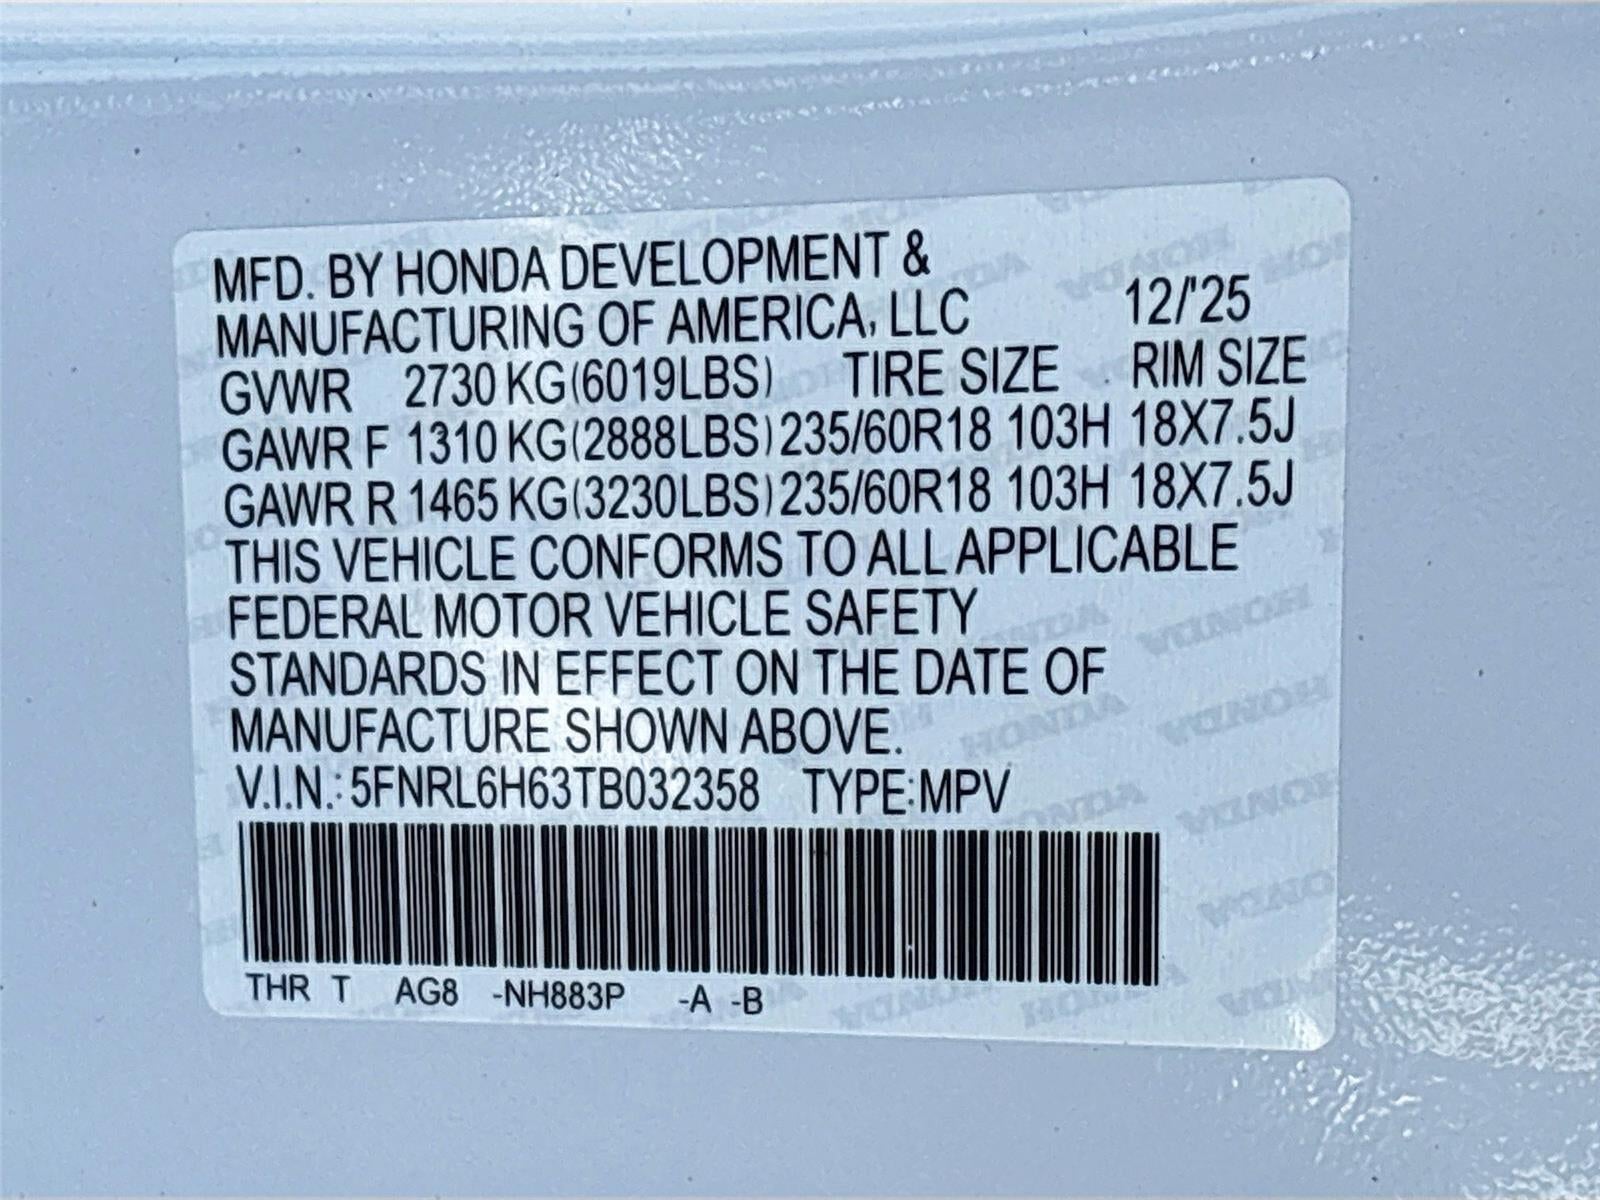 MFD. BY HONDA DEVELOPMENT &
MANUFACTURING OF AMERICA, LLC 12/'25
GVWR 2730 KG(6019LBS) TIRE SIZE RIM SIZE
GAWR F 1310 KG(2888LBS) 235/60R18 103H 18X7.5J
GAWR R 1465 KG(3230LBS) 235/60R18 103H 18X7.5J
THIS VEHICLE CONFORMS TO ALL APPLICABLE
FEDERAL MOTOR VEHICLE SAFETY
STANDARDS IN EFFECT ON THE DATE OF
MANUFACTURE SHOWN ABOVE.
V.I.N.: 5FNRL6H63TB032358 TYPE:MPV
THR T AG8 -NH883P -A -B